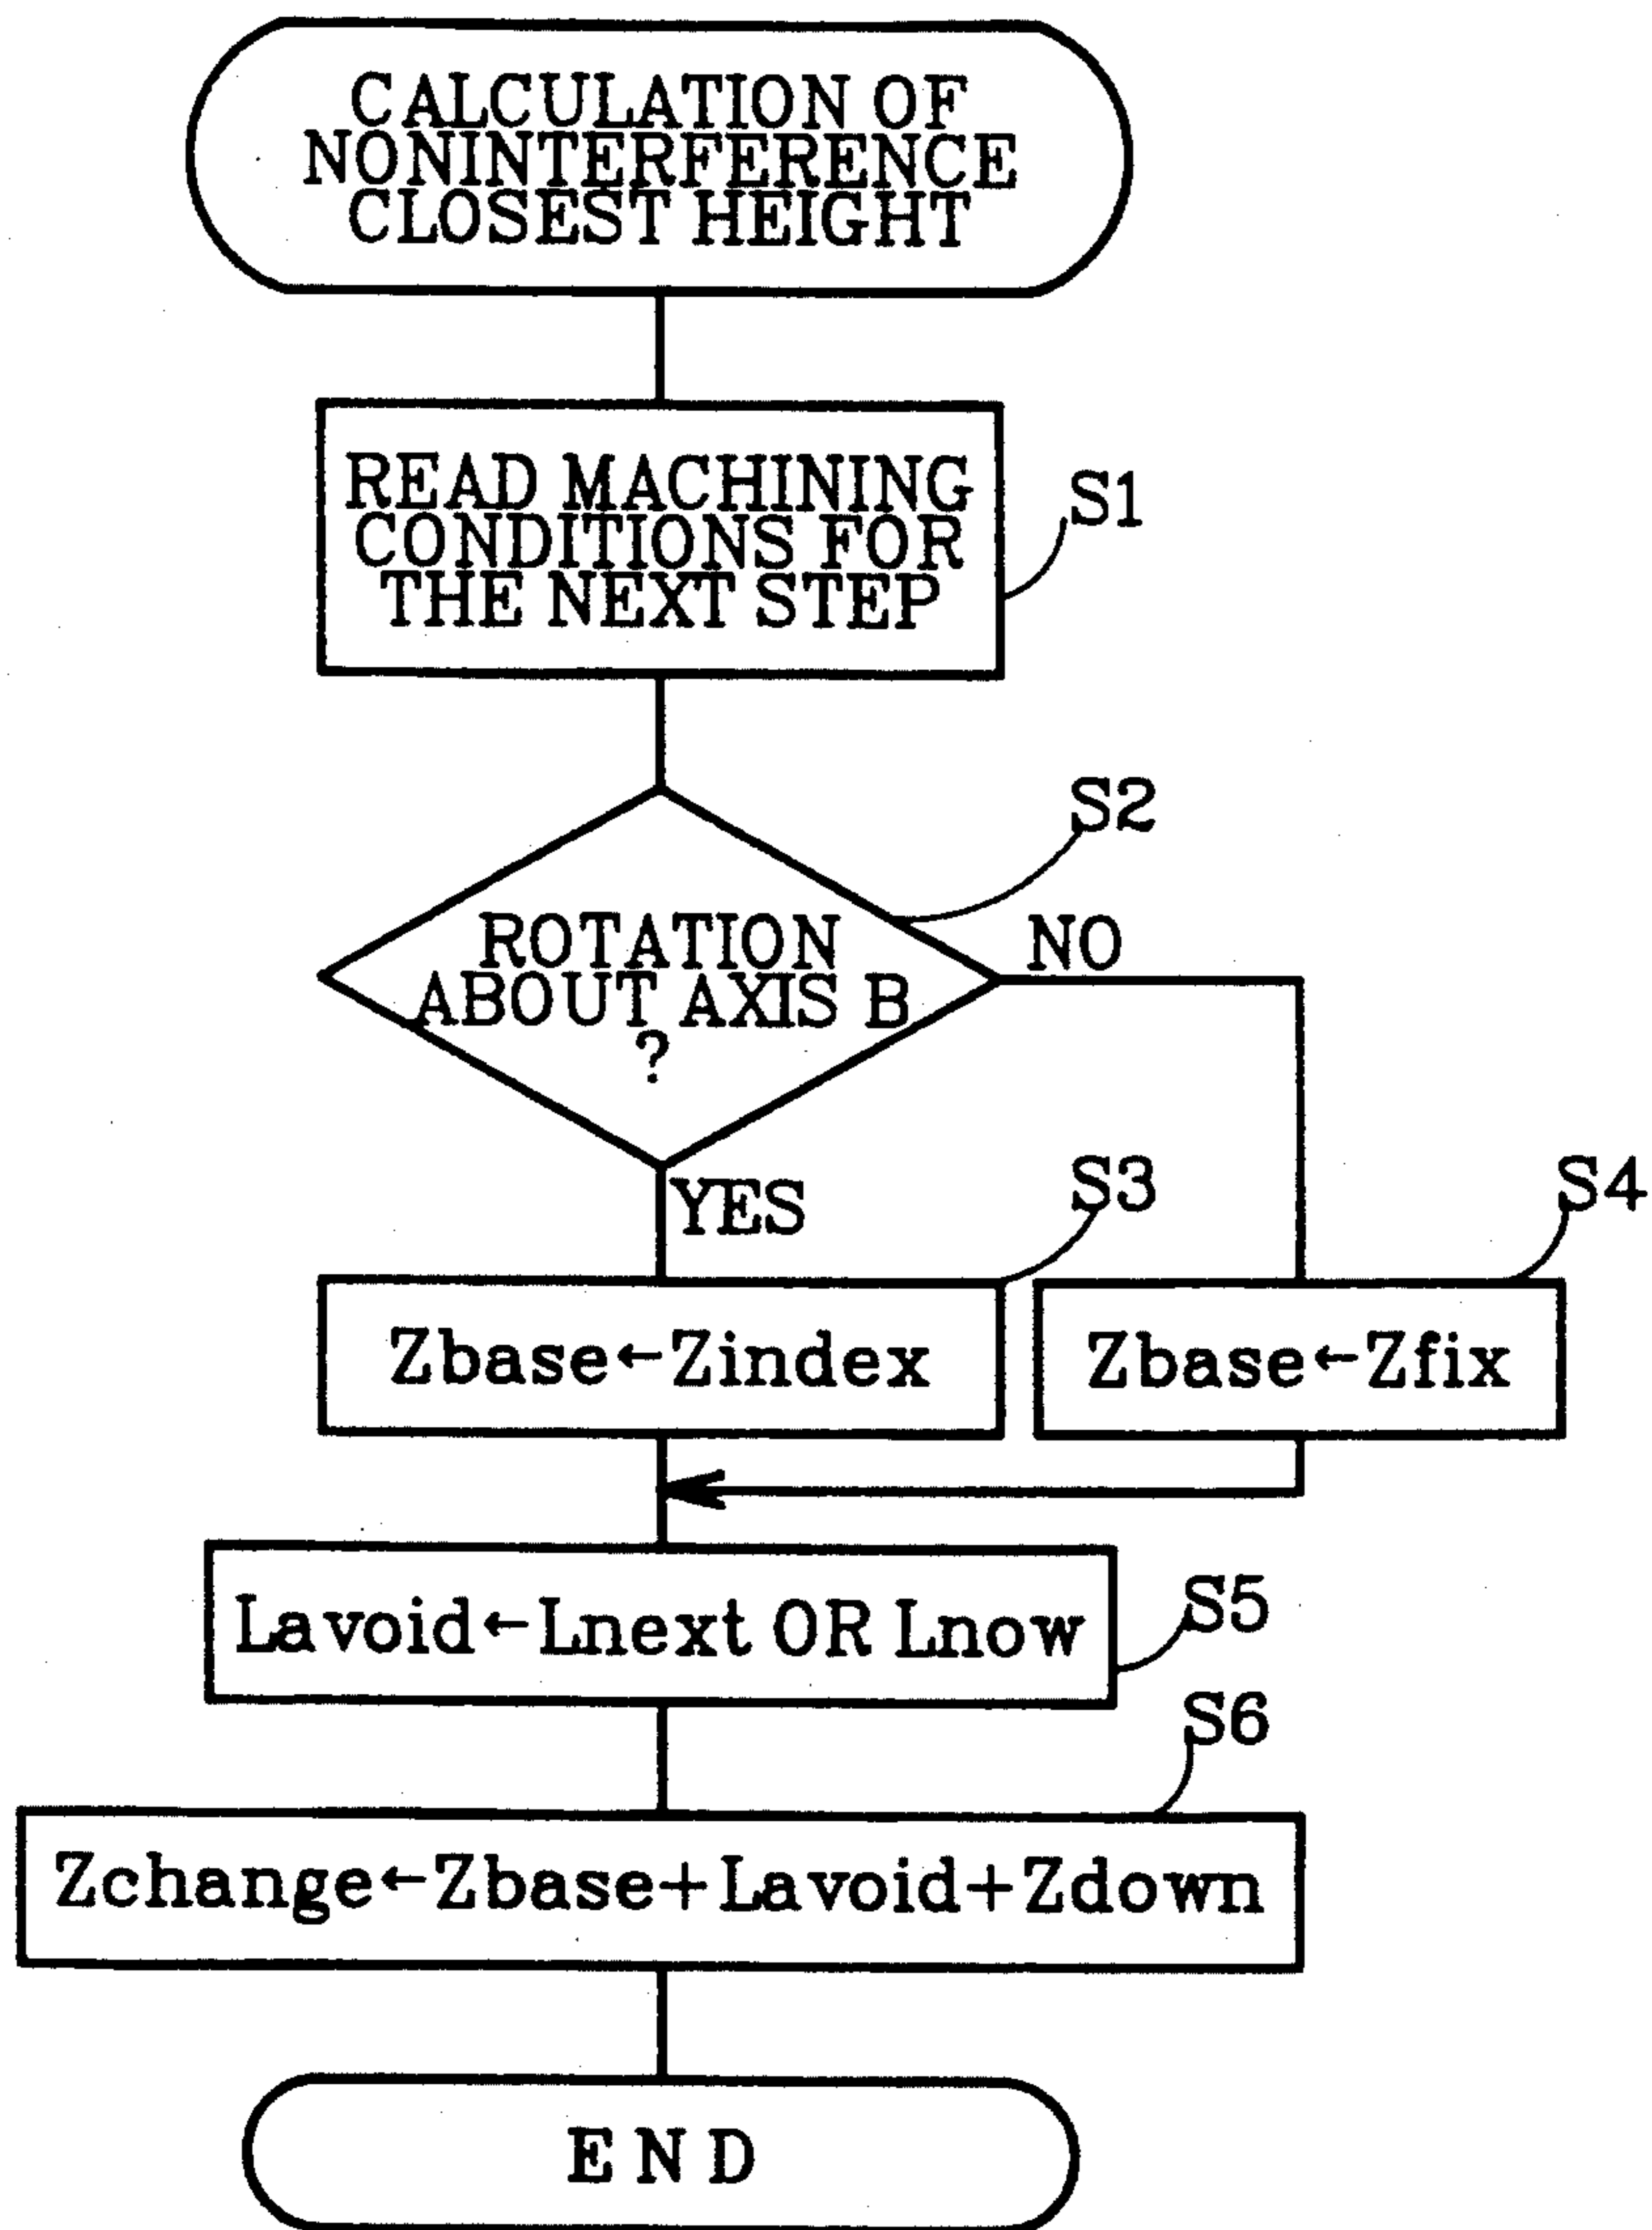 CALCULATION OF
NONINTERFERENCE
CLOSEST HEIGHT
READ MACHINING
CONDITIONS FOR
THE NEXT STEP
S1
S2
ROTATION
ABOUT AXIS B
?
NO
YES
S3
S4
Zbase←Zindex
Zbase←Zfix
Lavoid←Lnext OR Lnow
S5
S6
Zchange←Zbase+Lavoid+Zdown
END